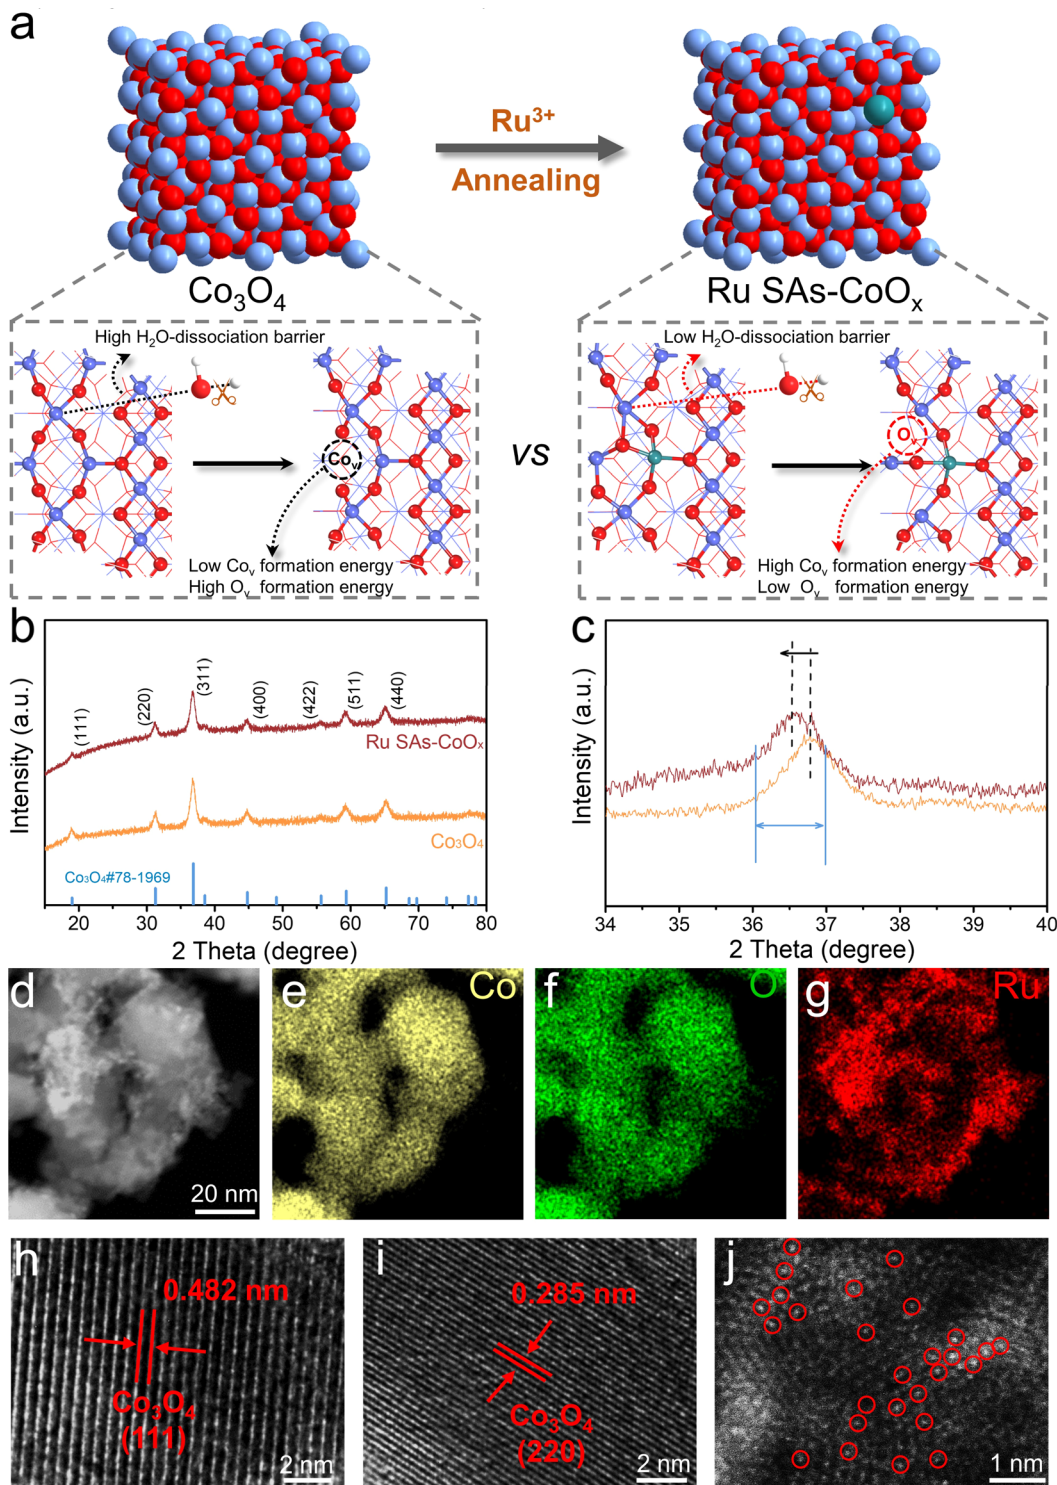 a
Ru³⁺
Annealing
Co₃O₄
Ru SAs-CoOₓ
High H₂O-dissociation barrier
Coᵥ
Low Coᵥ formation energy
High Oᵥ formation energy
vs
Low H₂O-dissociation barrier
Oᵥ
High Coᵥ formation energy
Low Oᵥ formation energy
b
Intensity (a.u.)
(111)
(220)
(311)
(400)
(422)
(511)
(440)
Ru SAs-CoOₓ
Co₃O₄
Co₃O₄#78-1969
20 30 40 50 60 70 80
2 Theta (degree)
c
Intensity (a.u.)
34 35 36 37 38 39 40
2 Theta (degree)
d
20 nm
e
Co
f
O
g
Ru
h
0.482 nm
Co₃O₄
(111)
2 nm
i
0.285 nm
Co₃O₄
(220)
2 nm
j
1 nm